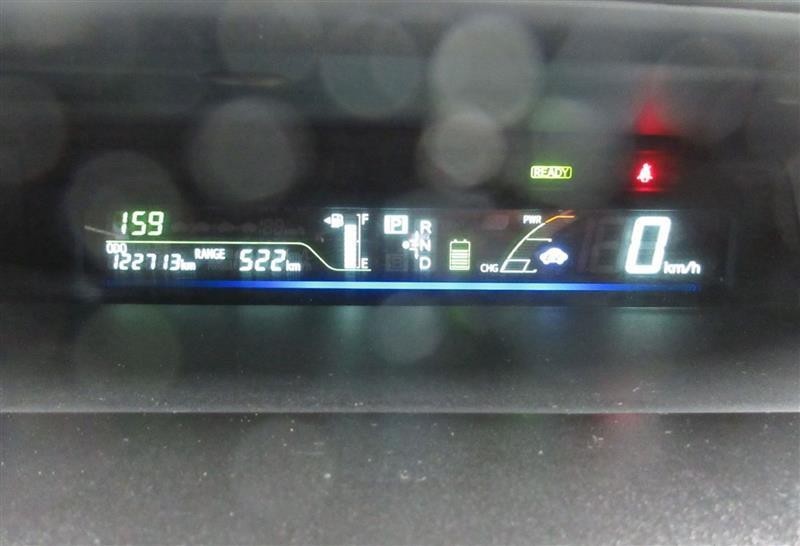 READY
159
ODO
122713km
RANGE 522km
F
E
P
R
N
D
PWR
CHG
0 km/h